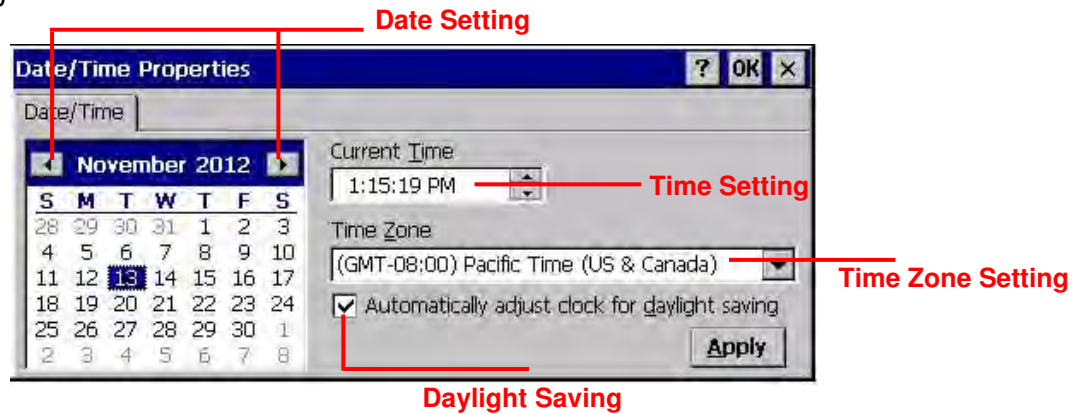 Date Setting
Date/Time Properties ? OK ×
Date/Time
November 2012
S M T W T F S
28 29 30 31 1 2 3
4 5 6 7 8 9 10
11 12 13 14 15 16 17
18 19 20 21 22 23 24
25 26 27 28 29 30 1
2 3 4 5 6 7 8
Current Time
1:15:19 PM
Time Setting
Time Zone
(GMT-08:00) Pacific Time (US & Canada)
Time Zone Setting
Automatically adjust clock for daylight saving
Apply
Daylight Saving